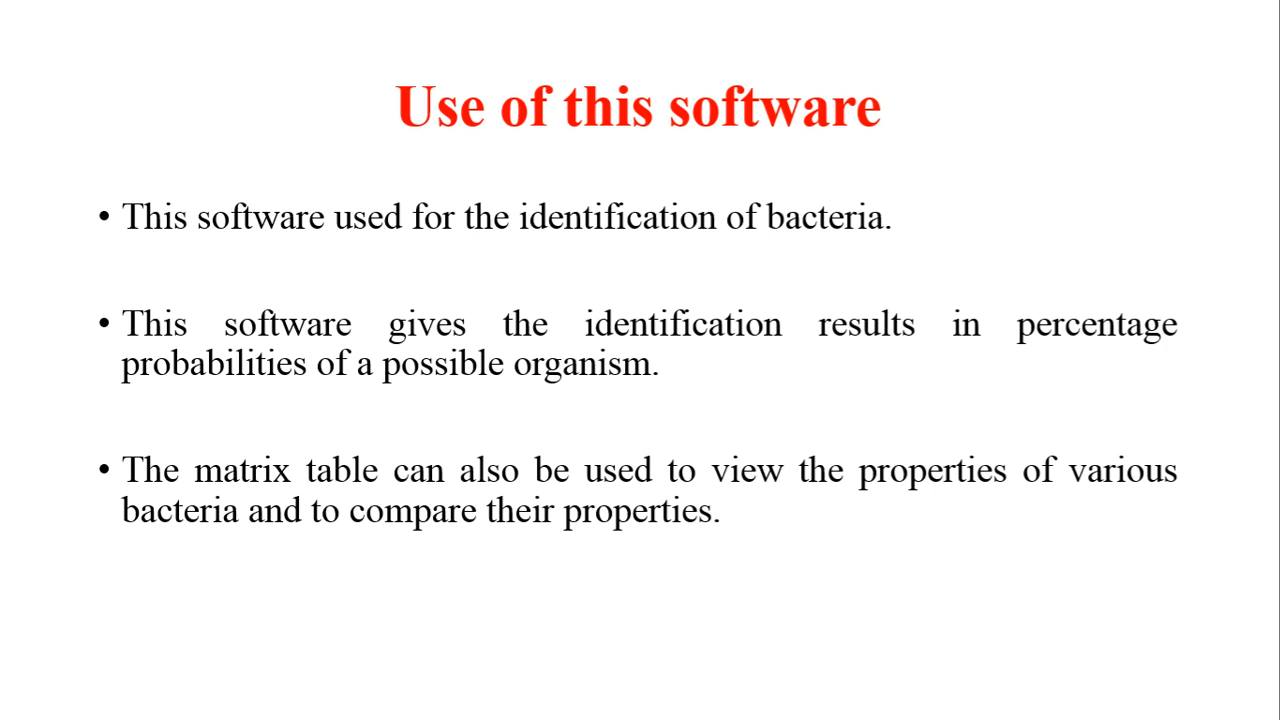 Use of this software
• This software used for the identification of bacteria.
• This software gives the identification results in percentage
probabilities of a possible organism.
• The matrix table can also be used to view the properties of various
bacteria and to compare their properties.